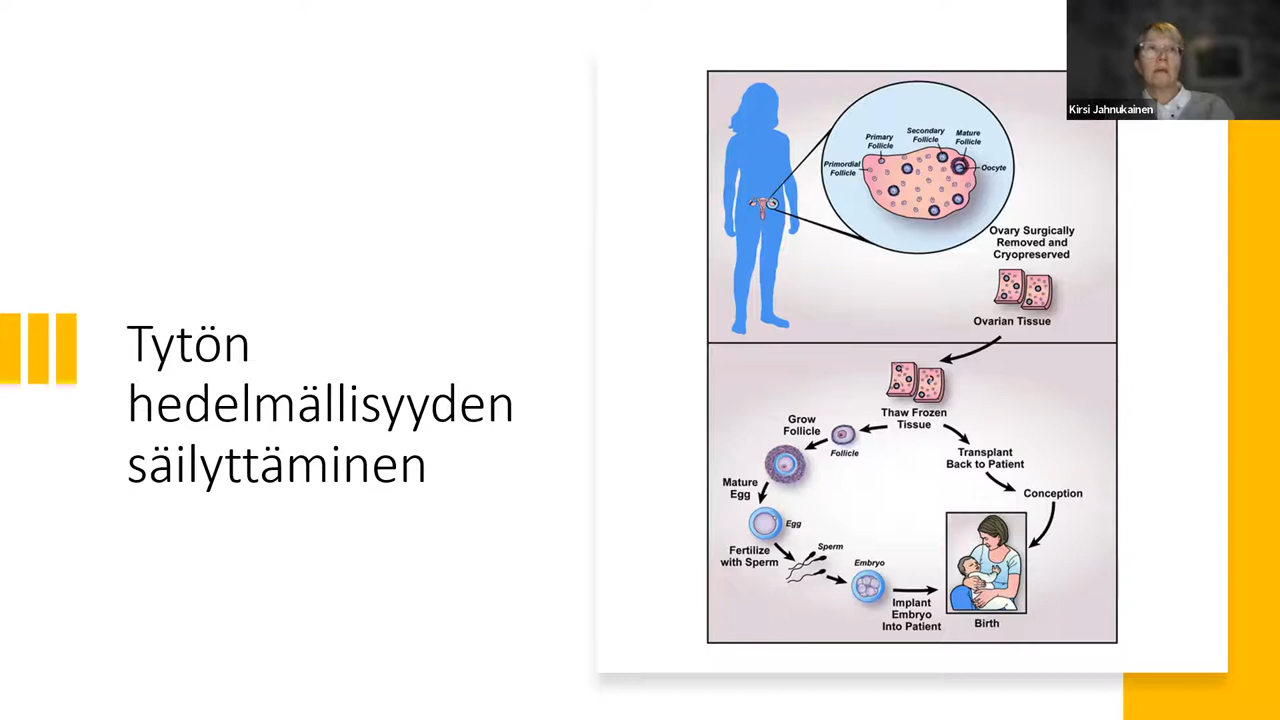 Kirsi Jahnukainen
Tytön
hedelmällisyyden
säilyttäminen
Primary
Follicle
Secondary
Follicle
Mature
Follicle
Primordial
Follicle
Oocyte
Ovary Surgically
Removed and
Cryopreserved
Ovarian Tissue
Thaw Frozen
Tissue
Grow
Follicle
Follicle
Transplant
Back to Patient
Mature
Egg
Conception
Egg
Fertilize
with Sperm
Sperm
Embryo
Implant
Embryo
Into Patient
Birth